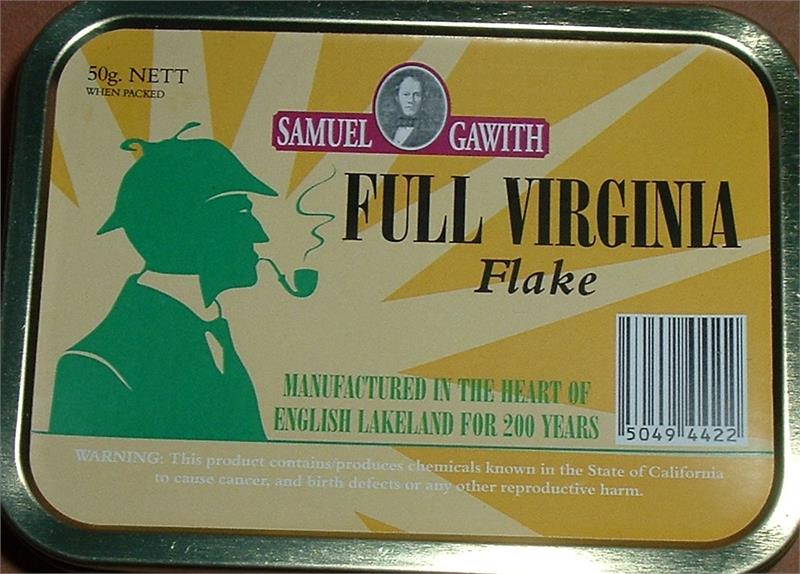 50g. NETT
WHEN PACKED
SAMUEL GAWITH
FULL VIRGINIA
Flake
MANUFACTURED IN THE HEART OF
ENGLISH LAKELAND FOR 200 YEARS
5049 4422
WARNING: This product contains/produces chemicals known in the State of California
to cause cancer, and birth defects or any other reproductive harm.